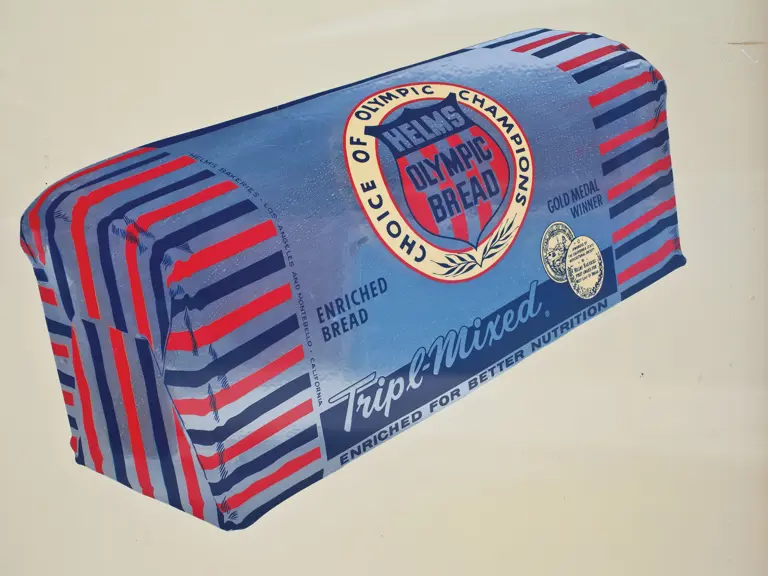 CHOICE OF OLYMPIC CHAMPIONS
HELMS
OLYMPIC
BREAD
HELMS BAKERIES - LOS ANGELES AND MONTEBELLO - CALIFORNIA
GOLD MEDAL
WINNER
ENRICHED
BREAD
Tripl-Mixed
ENRICHED FOR BETTER NUTRITION